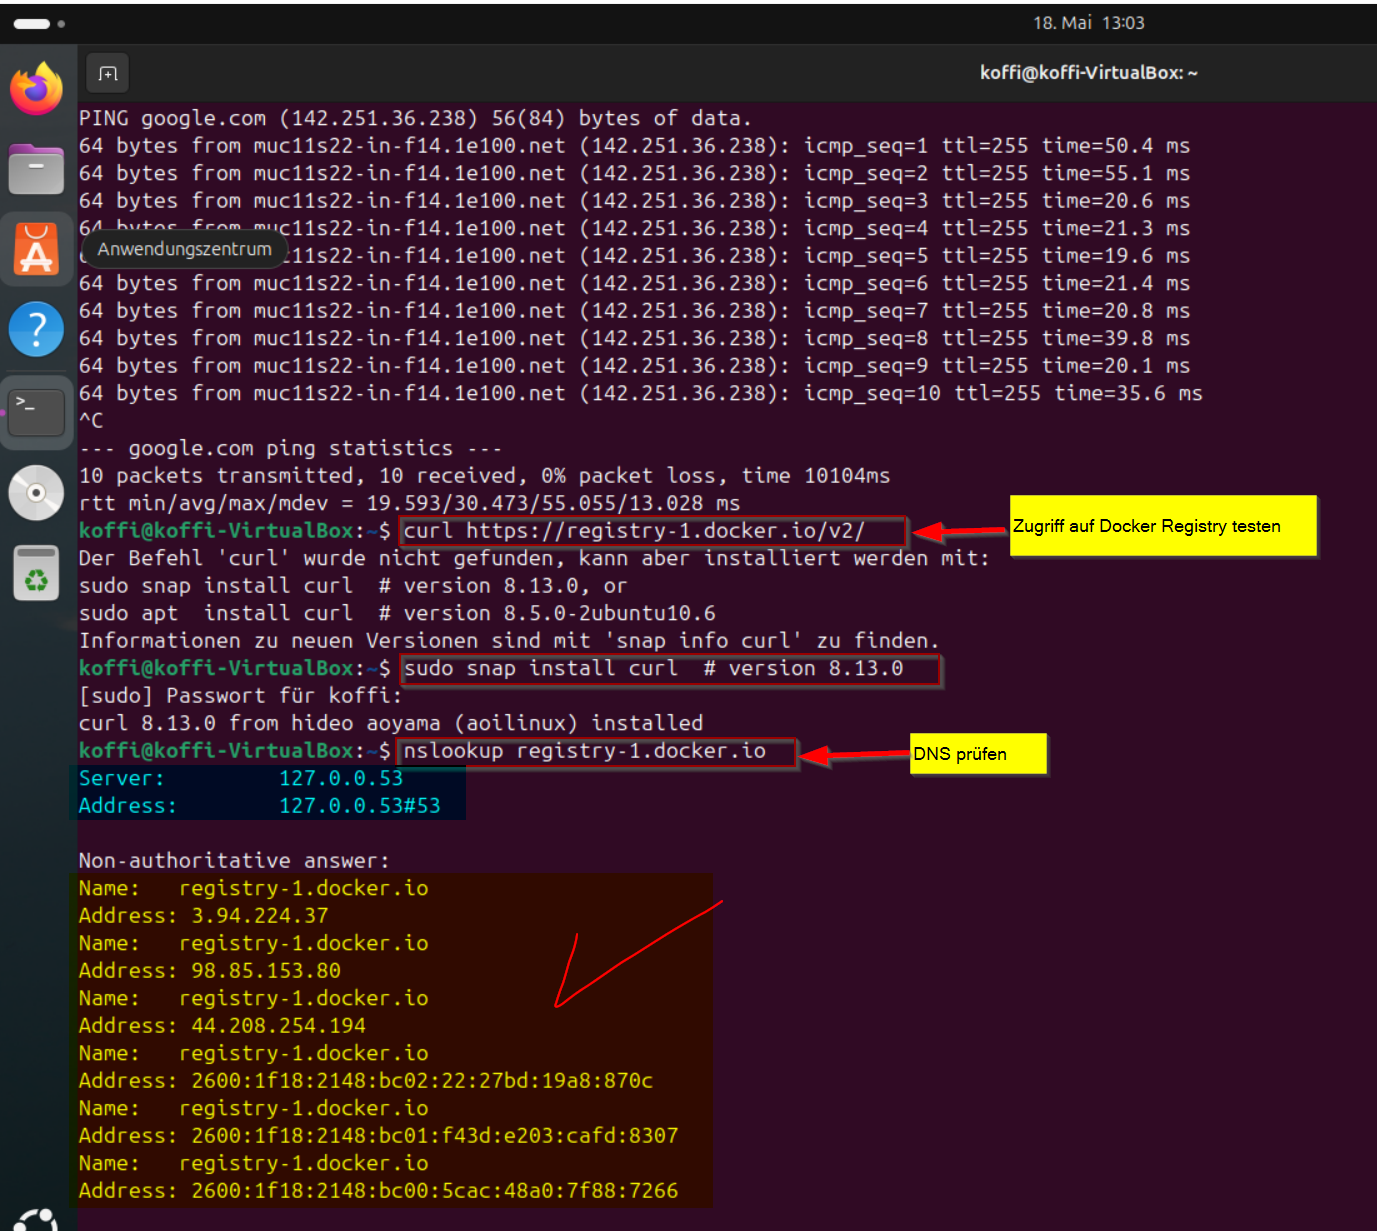 18. Mai 13:03
koffi@koffi-VirtualBox: ~
PING google.com (142.251.36.238) 56(84) bytes of data.
64 bytes from muc11s22-in-f14.1e100.net (142.251.36.238): icmp_seq=1 ttl=255 time=50.4 ms
64 bytes from muc11s22-in-f14.1e100.net (142.251.36.238): icmp_seq=2 ttl=255 time=55.1 ms
64 bytes from muc11s22-in-f14.1e100.net (142.251.36.238): icmp_seq=3 ttl=255 time=20.6 ms
64 bytes from muc11s22-in-f14.1e100.net (142.251.36.238): icmp_seq=4 ttl=255 time=21.3 ms
Anwendungszentrum
c11s22-in-f14.1e100.net (142.251.36.238): icmp_seq=5 ttl=255 time=19.6 ms
64 bytes from muc11s22-in-f14.1e100.net (142.251.36.238): icmp_seq=6 ttl=255 time=21.4 ms
64 bytes from muc11s22-in-f14.1e100.net (142.251.36.238): icmp_seq=7 ttl=255 time=20.8 ms
64 bytes from muc11s22-in-f14.1e100.net (142.251.36.238): icmp_seq=8 ttl=255 time=39.8 ms
64 bytes from muc11s22-in-f14.1e100.net (142.251.36.238): icmp_seq=9 ttl=255 time=20.1 ms
64 bytes from muc11s22-in-f14.1e100.net (142.251.36.238): icmp_seq=10 ttl=255 time=35.6 ms
^C
--- google.com ping statistics ---
10 packets transmitted, 10 received, 0% packet loss, time 10104ms
rtt min/avg/max/mdev = 19.593/30.473/55.055/13.028 ms
koffi@koffi-VirtualBox:~$ curl https://registry-1.docker.io/v2/
Zugriff auf Docker Registry testen
Der Befehl 'curl' wurde nicht gefunden, kann aber installiert werden mit:
sudo snap install curl  # version 8.13.0, or
sudo apt  install curl  # version 8.5.0-2ubuntu10.6
Informationen zu neuen Versionen sind mit 'snap info curl' zu finden.
koffi@koffi-VirtualBox:~$ sudo snap install curl  # version 8.13.0
[sudo] Passwort für koffi:
curl 8.13.0 from hideo aoyama (aoilinux) installed
koffi@koffi-VirtualBox:~$ nslookup registry-1.docker.io
DNS prüfen
Server:         127.0.0.53
Address:        127.0.0.53#53
Non-authoritative answer:
Name:   registry-1.docker.io
Address: 3.94.224.37
Name:   registry-1.docker.io
Address: 98.85.153.80
Name:   registry-1.docker.io
Address: 44.208.254.194
Name:   registry-1.docker.io
Address: 2600:1f18:2148:bc02:22:27bd:19a8:870c
Name:   registry-1.docker.io
Address: 2600:1f18:2148:bc01:f43d:e203:cafd:8307
Name:   registry-1.docker.io
Address: 2600:1f18:2148:bc00:5cac:48a0:7f88:7266